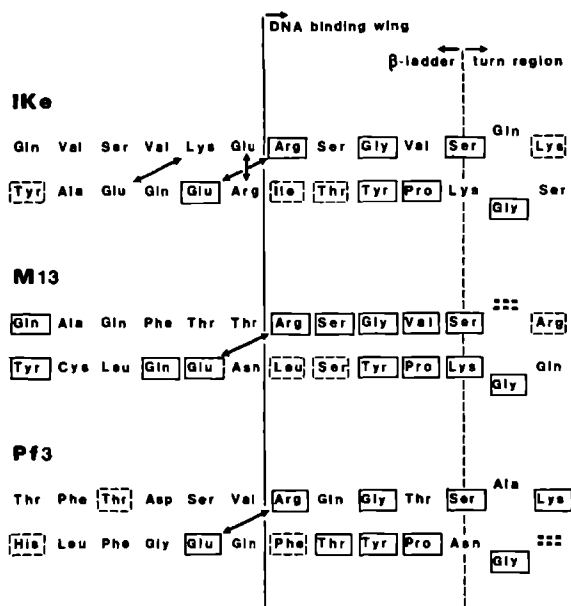 DNA binding wing
β-ladder turn region
IKe
Gln Val Ser Val Lys Glu Arg Ser Gly Val Ser Gln Lys
Tyr Ala Glu Gln Glu Arg Ile Thr Tyr Pro Lys Gly Ser
M13
Gln Ala Gln Phe Thr Thr Arg Ser Gly Val Ser === Arg
Tyr Cys Leu Gln Glu Asn Leu Ser Tyr Pro Lys Gly Gln
Pf3
Thr Phe Thr Asp Ser Val Arg Gln Gly Thr Ser Ala Lys
His Leu Phe Gly Glu Gln Phe Thr Tyr Pro Asn Gly ===